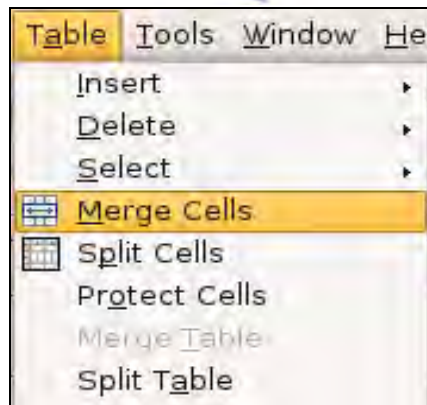 Table Tools Window He
Insert
Delete
Select
Merge Cells
Split Cells
Protect Cells
Merge Table
Split Table